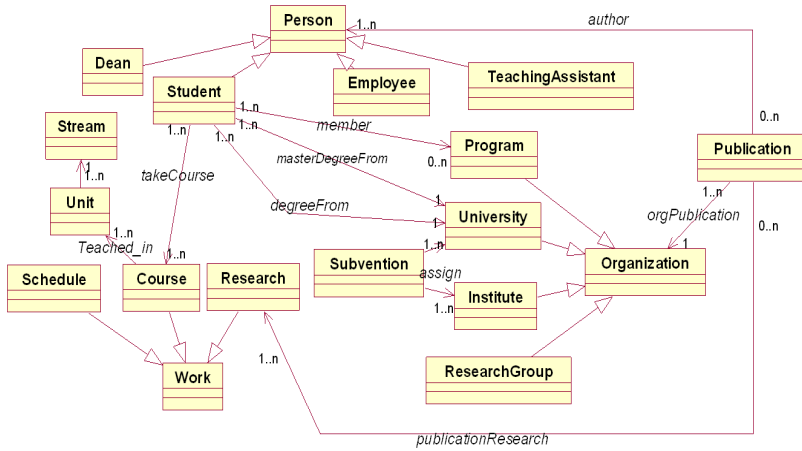 Person
1..n
author
Dean
Student
Employee
TeachingAssistant
1..n
member
1..n
1..n
1..n
Stream
1
1..n
takeCourse
masterDegreeFrom
0..n
Program
0..n
Publication
1..n
0..n
Unit
degreeFrom
1
1
University
orgPublication
1..n
Teached_in
1..n
1..n
1
Schedule
Course
Research
Subvention
assign
Organization
1..n
Institute
1..n
ResearchGroup
Work
publicationResearch